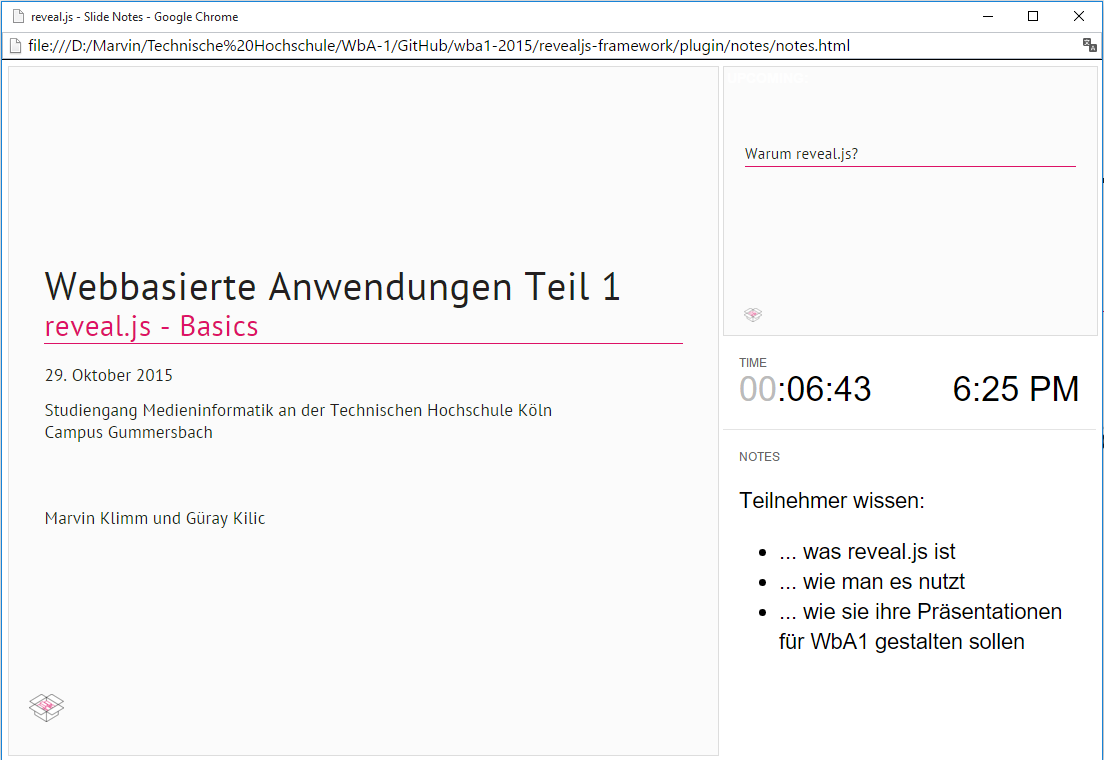 reveal.js - Slide Notes - Google Chrome
file:///D:/Marvin/Technische%20Hochschule/WbA-1/GitHub/wba1-2015/revealjs-framework/plugin/notes/notes.html
Webbasierte Anwendungen Teil 1
reveal.js - Basics
29. Oktober 2015
Studiengang Medieninformatik an der Technischen Hochschule Köln
Campus Gummersbach
Marvin Klimm und Güray Kilic
Warum reveal.js?
TIME
00:06:43 6:25 PM
NOTES
Teilnehmer wissen:
• ... was reveal.js ist
• ... wie man es nutzt
• ... wie sie ihre Präsentationen
für WbA1 gestalten sollen